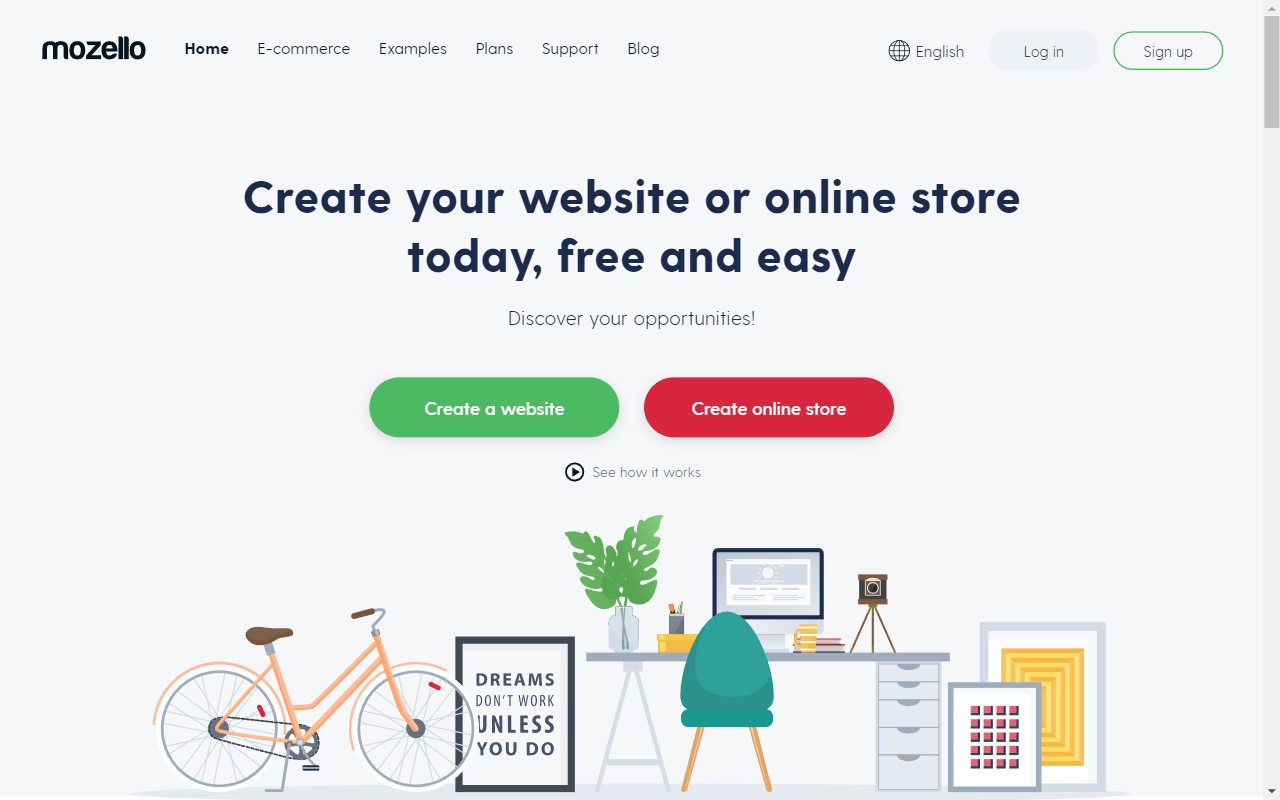 mozello Home E-commerce Examples Plans Support Blog English Log in Sign up
Create your website or online store
today, free and easy
Discover your opportunities!
Create a website Create online store
See how it works
DREAMS
DON'T WORK
UNLESS
YOU DO